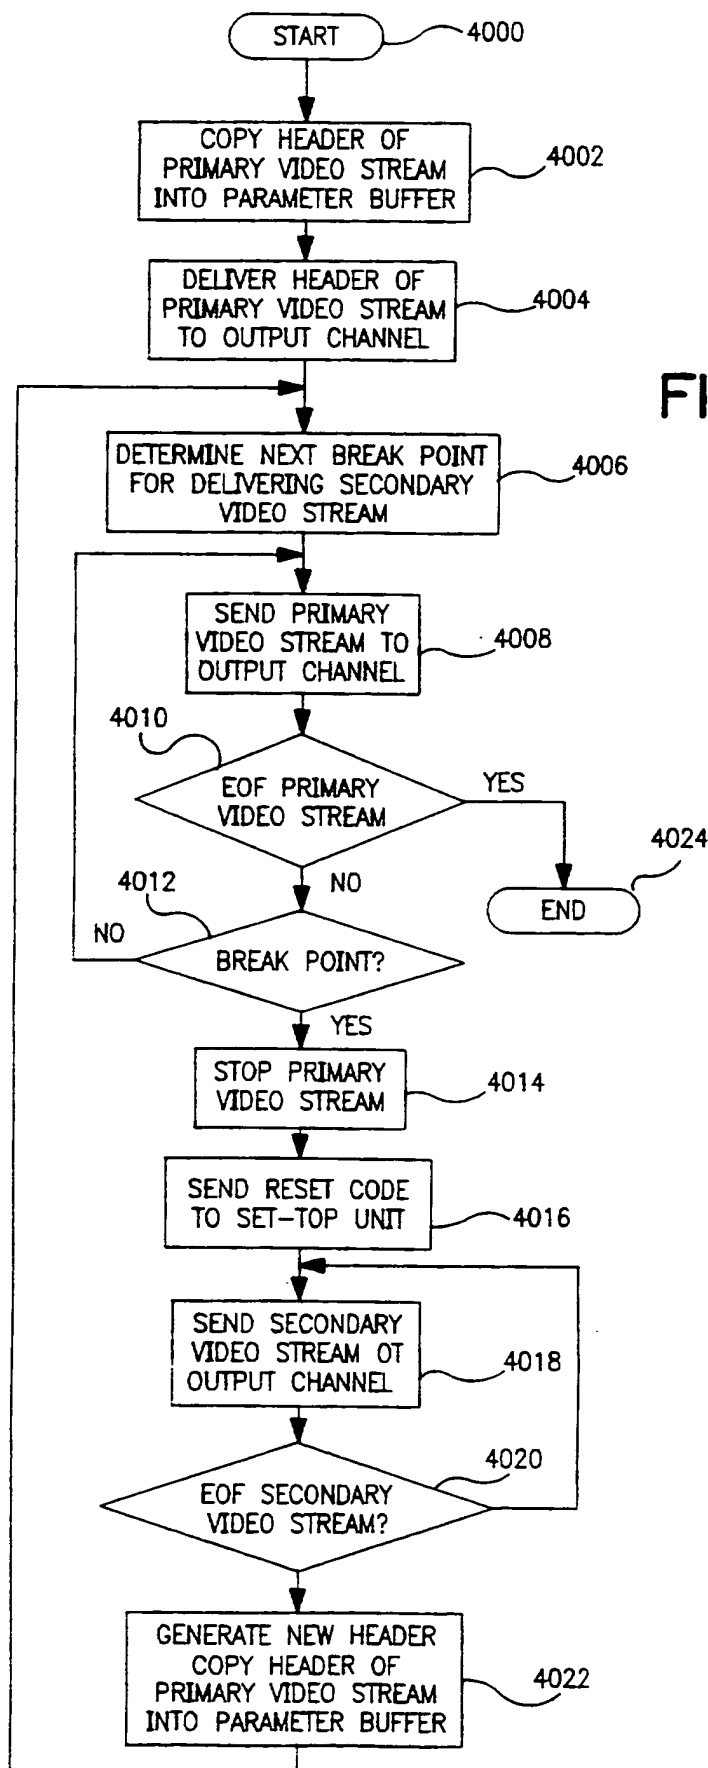 START
4000
COPY HEADER OF
PRIMARY VIDEO STREAM
INTO PARAMETER BUFFER
4002
DELIVER HEADER OF
PRIMARY VIDEO STREAM
TO OUTPUT CHANNEL
4004
FI
DETERMINE NEXT BREAK POINT
FOR DELIVERING SECONDARY
VIDEO STREAM
4006
SEND PRIMARY
VIDEO STREAM TO
OUTPUT CHANNEL
4008
4010
EOF PRIMARY
VIDEO STREAM
YES
4024
END
NO
4012
NO
BREAK POINT?
YES
STOP PRIMARY
VIDEO STREAM
4014
SEND RESET CODE
TO SET-TOP UNIT
4016
SEND SECONDARY
VIDEO STREAM OT
OUTPUT CHANNEL
4018
4020
EOF SECONDARY
VIDEO STREAM?
GENERATE NEW HEADER
COPY HEADER OF
PRIMARY VIDEO STREAM
INTO PARAMETER BUFFER
4022